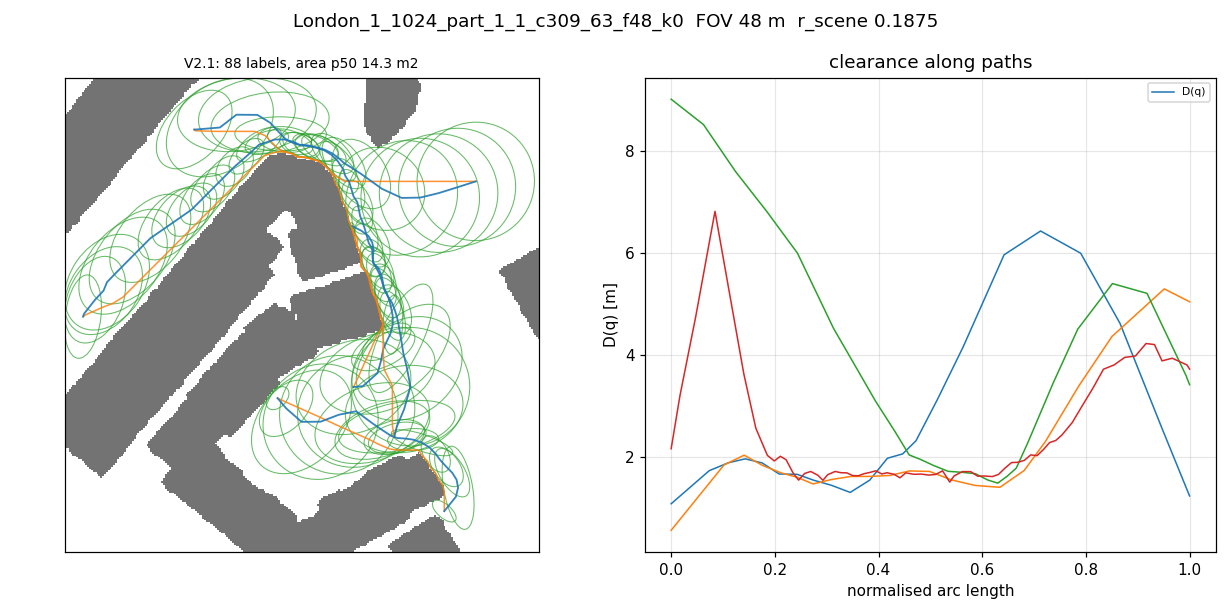 London_1_1024_part_1_1_c309_63_f48_k0  FOV 48 m  r_scene 0.1875
V2.1: 88 labels, area p50 14.3 m2
clearance along paths
D(q)
D(q) [m]
8
6
4
2
0.0 0.2 0.4 0.6 0.8 1.0
normalised arc length